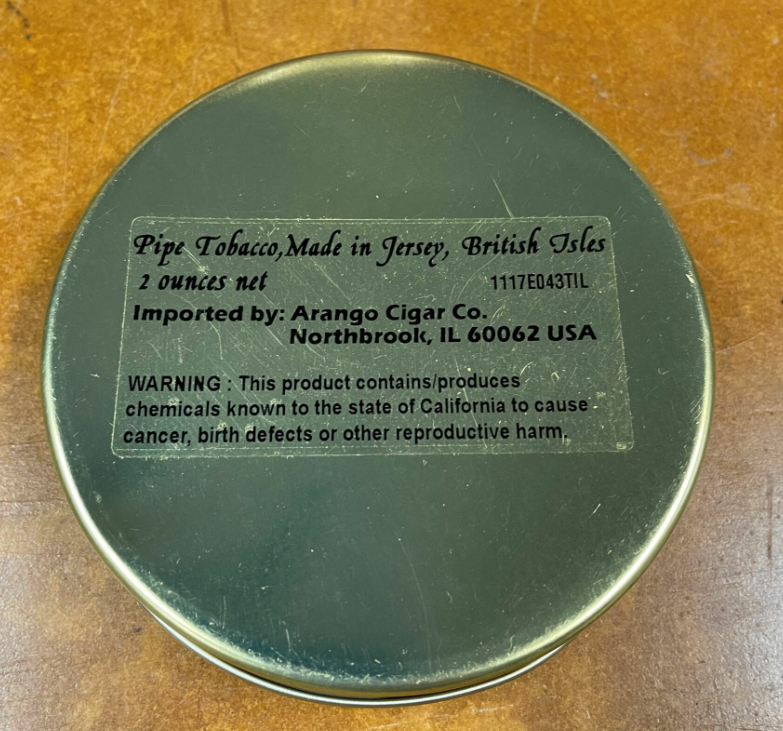 Pipe Tobacco,Made in Jersey, British Isles
2 ounces net 1117E043TIL
Imported by: Arango Cigar Co.
Northbrook, IL 60062 USA
WARNING : This product contains/produces
chemicals known to the state of California to cause
cancer, birth defects or other reproductive harm.